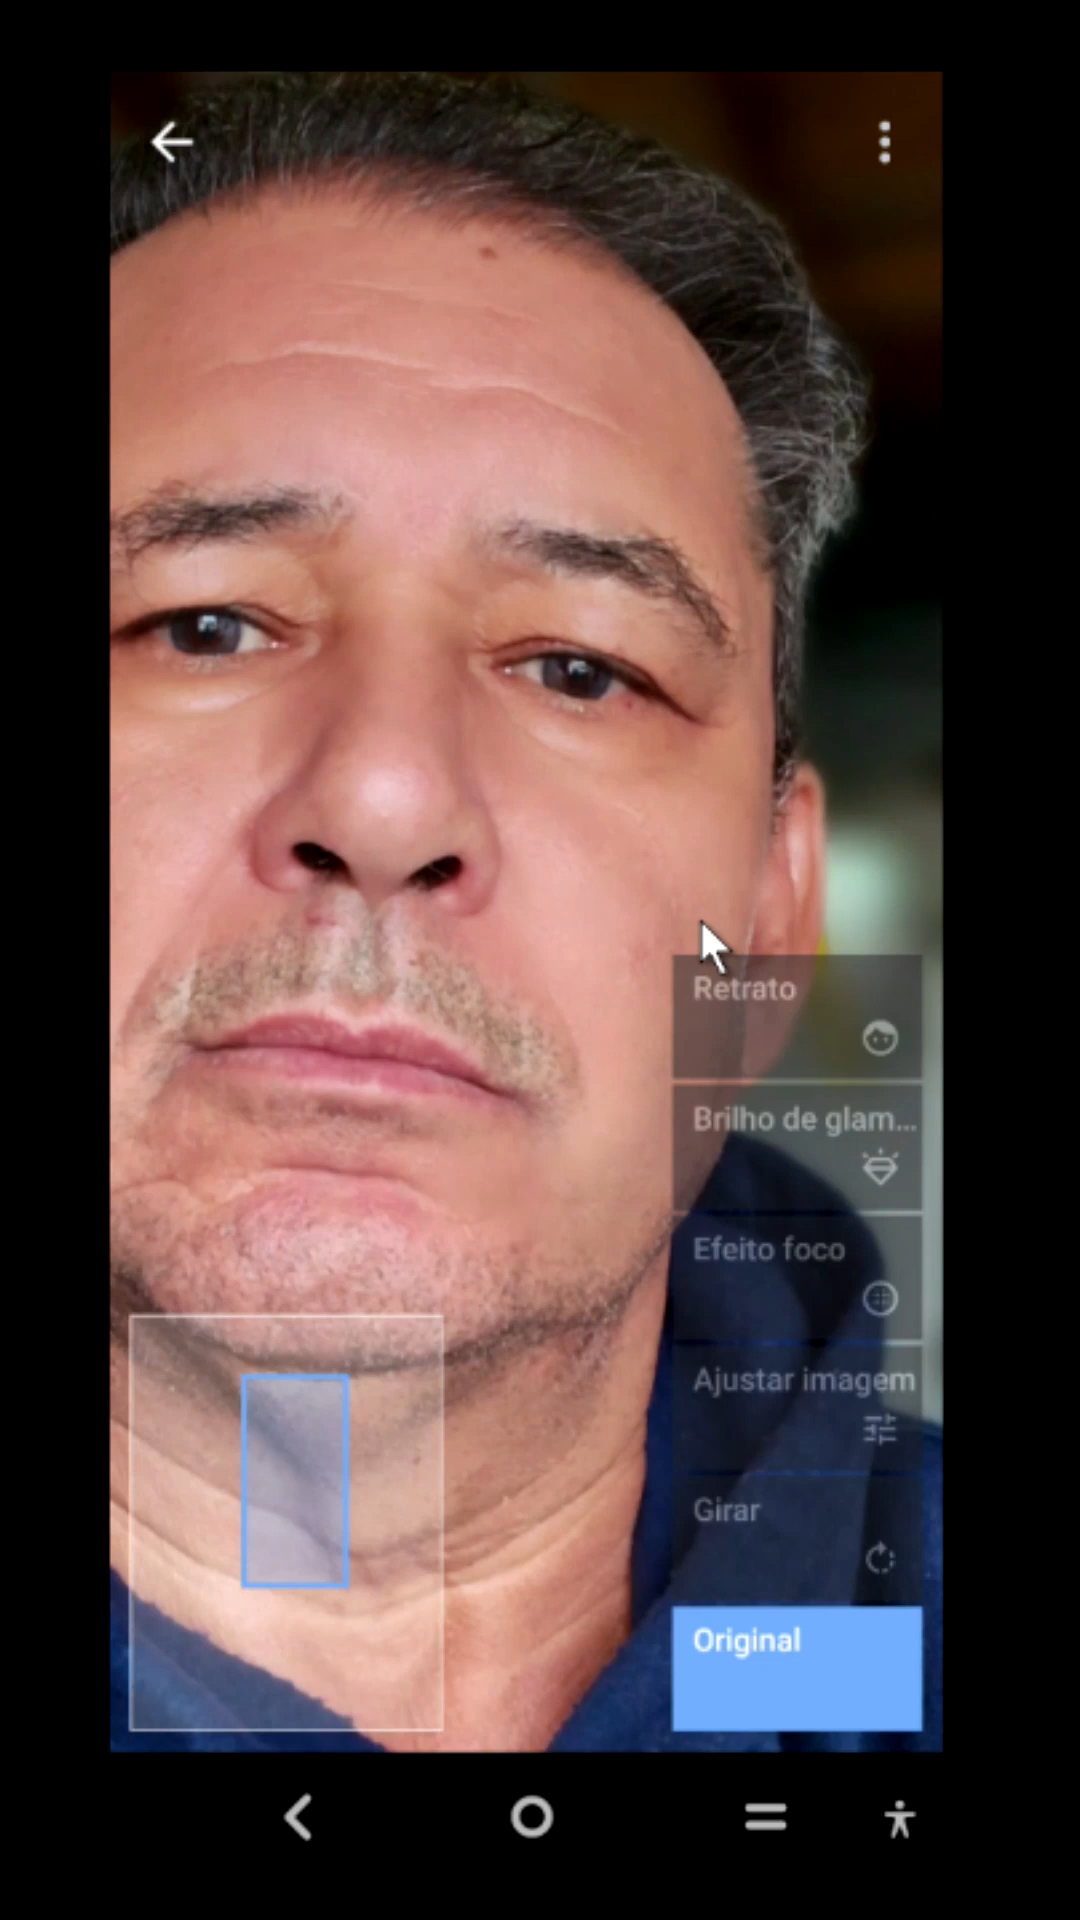 Retrato
Brilho de glam...
Efeito foco
Ajustar imagem
Girar
Original